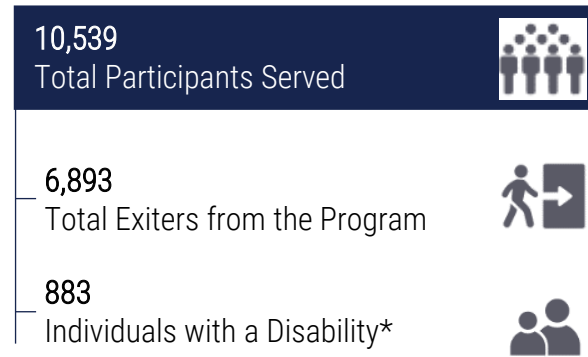 10,539
Total Participants Served
6,893
Total Exiters from the Program
883
Individuals with a Disability*